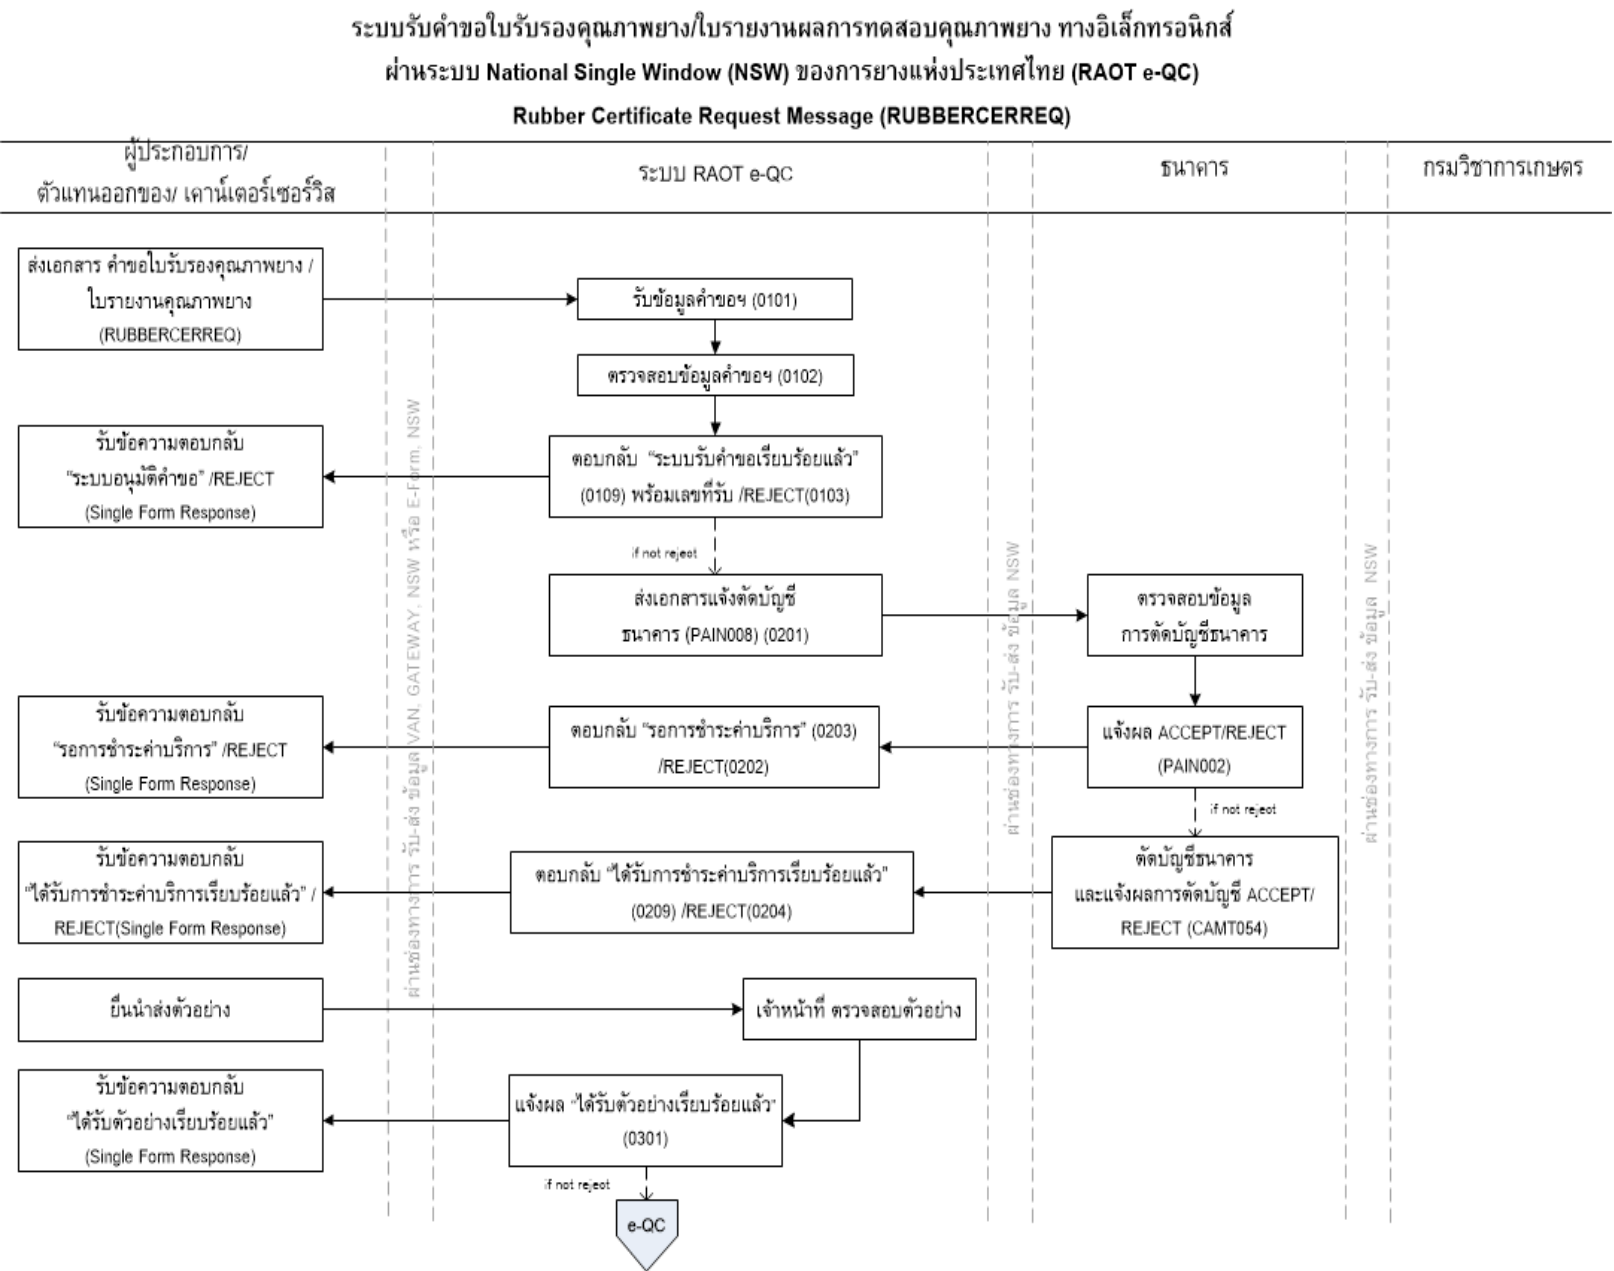 ระบบรับคำขอใบรับรองคุณภาพยาง/ใบรายงานผลการทดสอบคุณภาพยาง ทางอิเล็กทรอนิกส์
ผ่านระบบ National Single Window (NSW) ของการยางแห่งประเทศไทย (RAOT e-QC)
Rubber Certificate Request Message (RUBBERCERREQ)
ผู้ประกอบการ/
ตัวแทนออกของ/ เคาน์เตอร์เซอร์วิส
ระบบ RAOT e-QC
ธนาคาร
กรมวิชาการเกษตร
ส่งเอกสาร คำขอใบรับรองคุณภาพยาง /
ใบรายงานคุณภาพยาง
(RUBBERCERREQ)
รับข้อมูลคำขอฯ (0101)
ตรวจสอบข้อมูลคำขอฯ (0102)
รับข้อความตอบกลับ
“ระบบอนุมัติคำขอ” /REJECT
(Single Form Response)
ตอบกลับ “ระบบรับคำขอเรียบร้อยแล้ว”
(0109) พร้อมเลขที่รับ /REJECT(0103)
if not reject
ส่งเอกสารแจ้งตัดบัญชี
ธนาคาร (PAIN008) (0201)
ตรวจสอบข้อมูล
การตัดบัญชีธนาคาร
รับข้อความตอบกลับ
“รอการชำระค่าบริการ” /REJECT
(Single Form Response)
ตอบกลับ “รอการชำระค่าบริการ” (0203)
/REJECT(0202)
แจ้งผล ACCEPT/REJECT
(PAIN002)
if not reject
รับข้อความตอบกลับ
“ได้รับการชำระค่าบริการเรียบร้อยแล้ว” /
REJECT(Single Form Response)
ตอบกลับ “ได้รับการชำระค่าบริการเรียบร้อยแล้ว”
(0209) /REJECT(0204)
ตัดบัญชีธนาคาร
และแจ้งผลการตัดบัญชี ACCEPT/
REJECT (CAMT054)
ยื่นนำส่งตัวอย่าง
เจ้าหน้าที่ ตรวจสอบตัวอย่าง
รับข้อความตอบกลับ
“ได้รับตัวอย่างเรียบร้อยแล้ว”
(Single Form Response)
แจ้งผล “ได้รับตัวอย่างเรียบร้อยแล้ว”
(0301)
if not reject
e-QC
ผ่านช่องทางการ รับ-ส่ง ข้อมูล VAN, GATEWAY, NSW หรือ E-Form, NSW
ผ่านช่องทางการ รับ-ส่ง ข้อมูล NSW
ผ่านช่องทางการ รับ-ส่ง ข้อมูล NSW